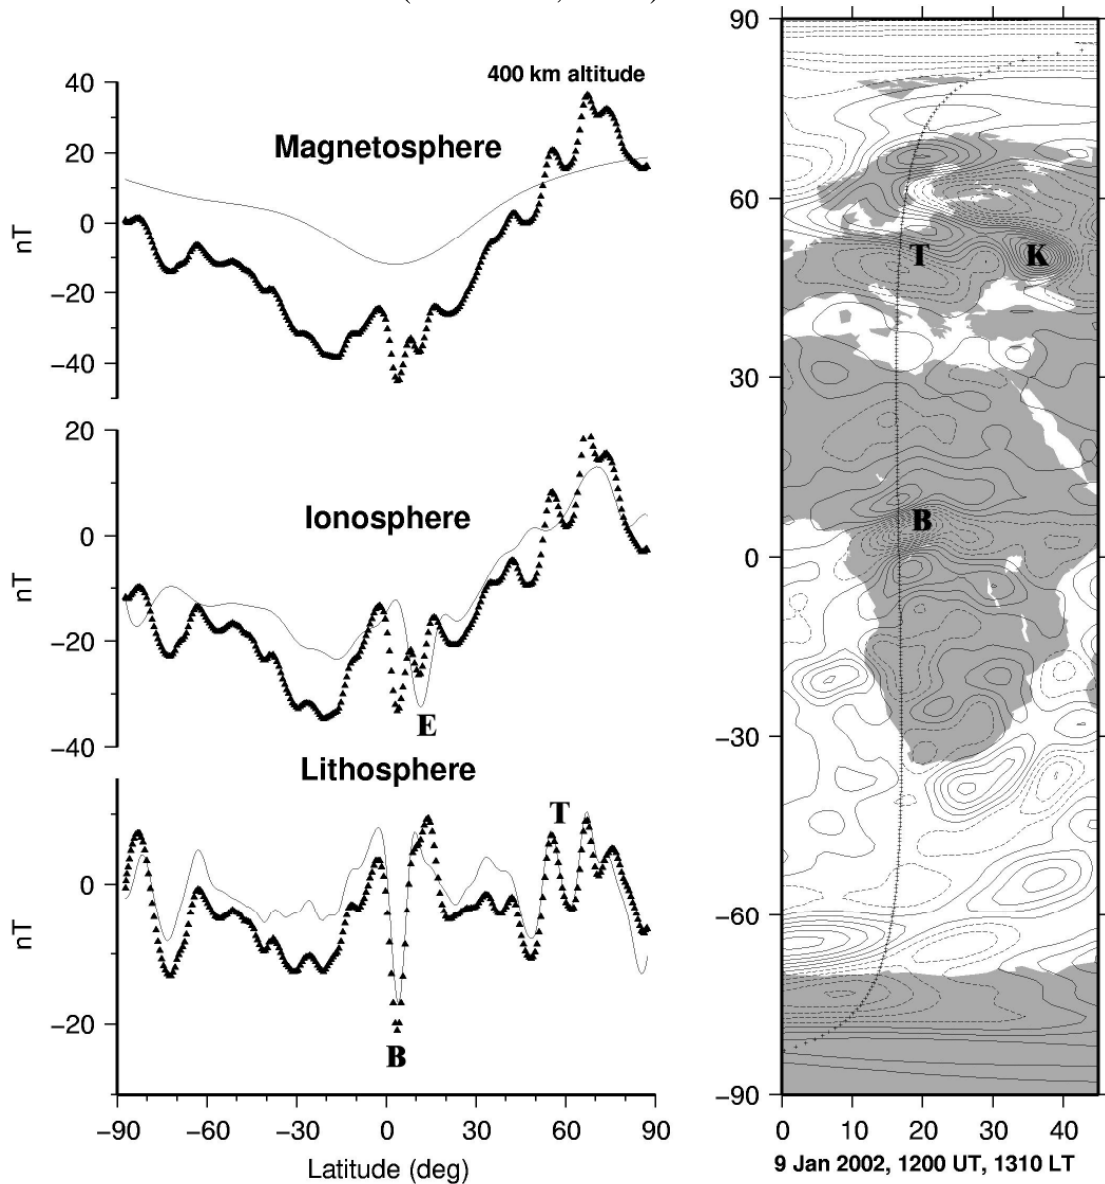 400 km altitude
Magnetosphere
nT
40
20
0
−20
−40
Ionosphere
nT
20
0
−20
−40
E
Lithosphere
nT
0
−20
T
B
−90
−60
−30
0
30
60
90
Latitude (deg)
90
60
30
0
−30
−60
−90
T
K
B
0
10
20
30
40
9 Jan 2002, 1200 UT, 1310 LT